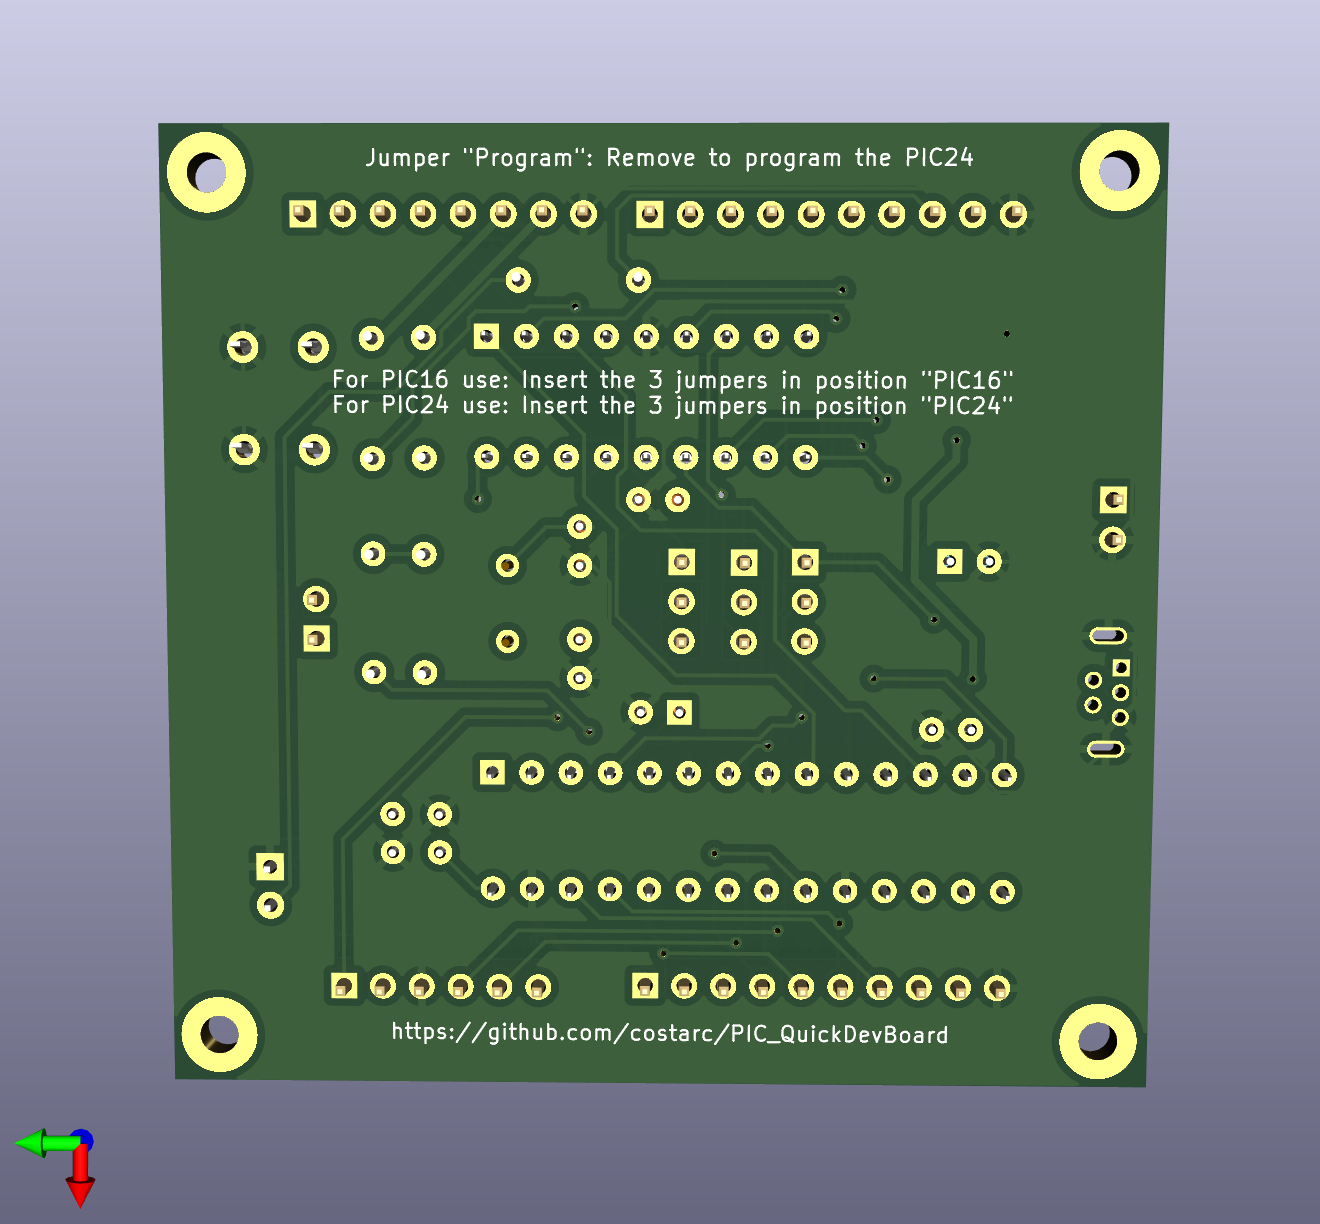 Jumper "Program": Remove to program the PIC24
For PIC16 use: Insert the 3 jumpers in position "PIC16"
For PIC24 use: Insert the 3 jumpers in position "PIC24"
https://github.com/costarc/PIC_QuickDevBoard